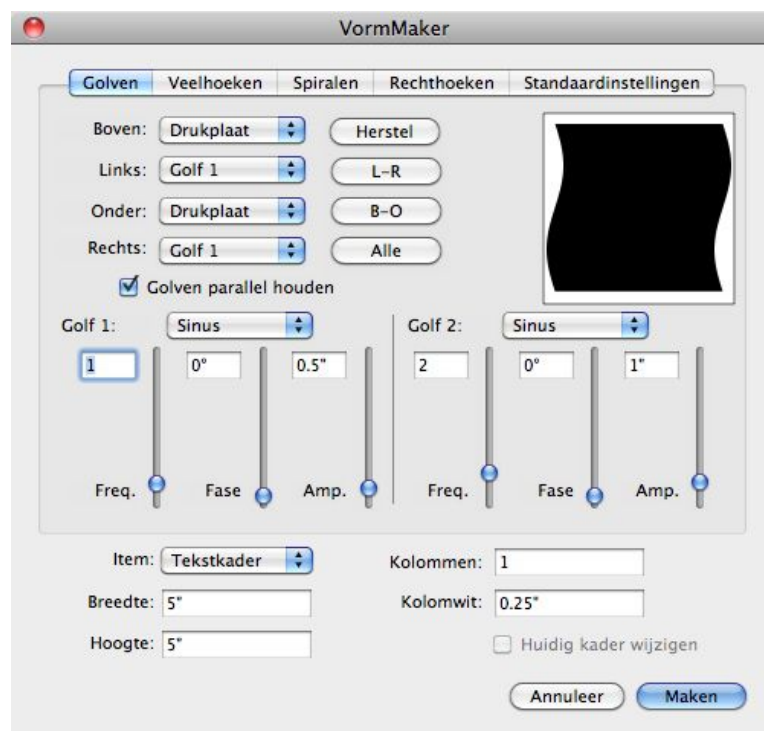 VormMaker
Golven Veelhoeken Spiralen Rechthoeken Standaardinstellingen
Boven: Drukplaat Herstel
Links: Golf 1 L-R
Onder: Drukplaat B-O
Rechts: Golf 1 Alle
Golven parallel houden
Golf 1: Sinus Golf 2: Sinus
1 0° 0.5" 2 0° 1"
Freq. Fase Amp. Freq. Fase Amp.
Item: Tekstkader Kolommen: 1
Breedte: 5" Kolomwit: 0.25"
Hoogte: 5" Huidig kader wijzigen
Annuleer Maken